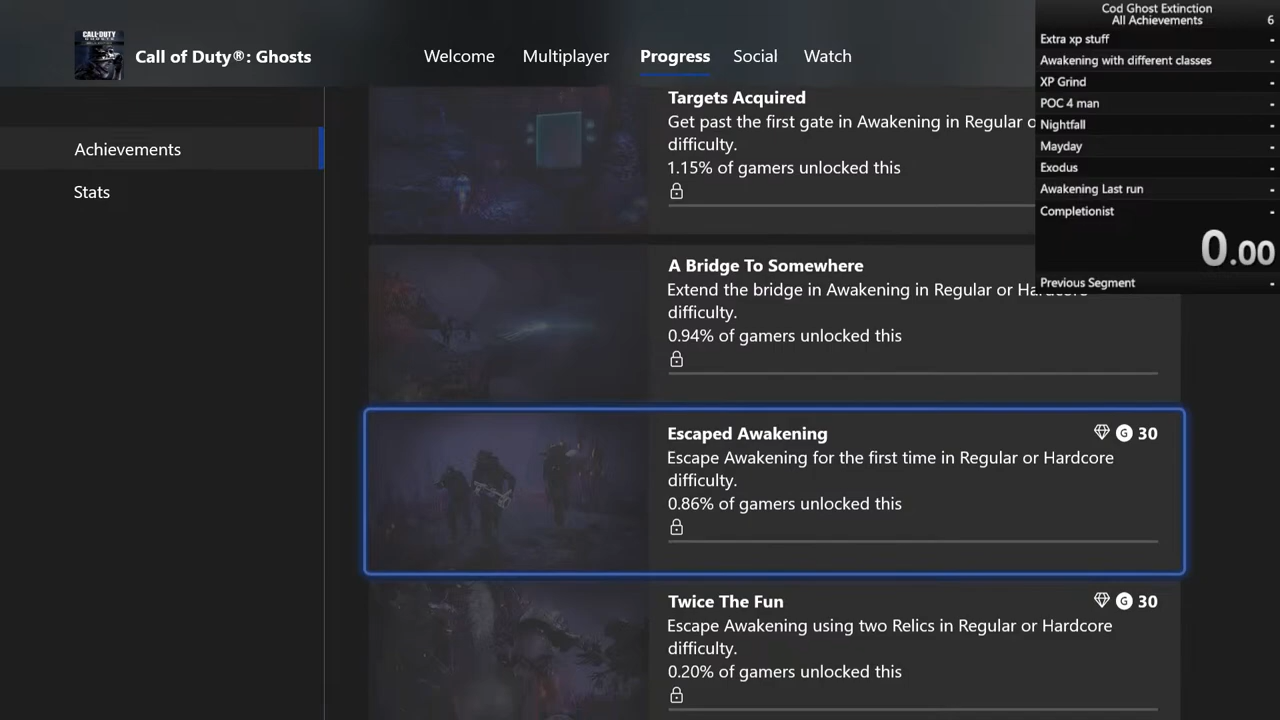 CALL OF DUTY
GHOSTS
Call of Duty®: Ghosts
Welcome
Multiplayer
Progress
Social
Watch
Achievements
Stats
Targets Acquired
Get past the first gate in Awakening in Regular o
difficulty.
1.15% of gamers unlocked this
A Bridge To Somewhere
Extend the bridge in Awakening in Regular or Hardcore
difficulty.
0.94% of gamers unlocked this
Escaped Awakening
G 30
Escape Awakening for the first time in Regular or Hardcore
difficulty.
0.86% of gamers unlocked this
Twice The Fun
G 30
Escape Awakening using two Relics in Regular or Hardcore
difficulty.
0.20% of gamers unlocked this
Cod Ghost Extinction
All Achievements 6
Extra xp stuff -
Awakening with different classes -
XP Grind -
POC 4 man -
Nightfall -
Mayday -
Exodus -
Awakening Last run -
Completionist -
0.00
Previous Segment -